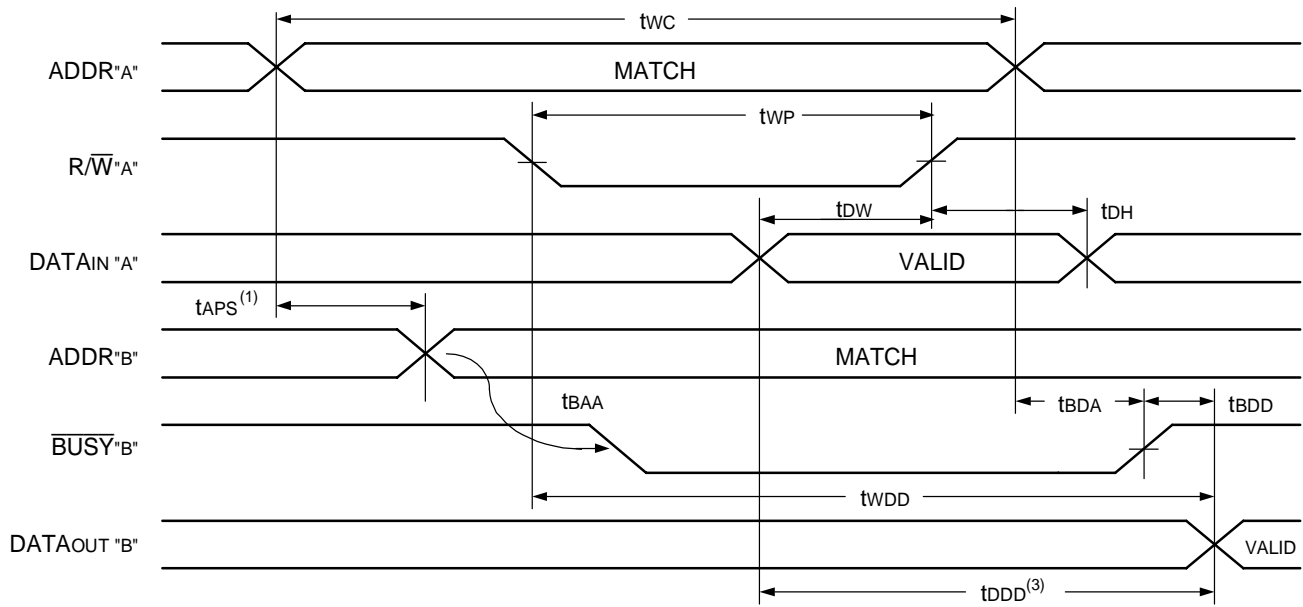 tWC
ADDR"A"
MATCH
tWP
R/W̅"A"
tDW
tDH
DATAIN "A"
VALID
tAPS(1)
ADDR"B"
MATCH
tBAA
tBDA
tBDD
B̅U̅S̅Y̅"B"
tWDD
DATAOUT "B"
VALID
tDDD(3)